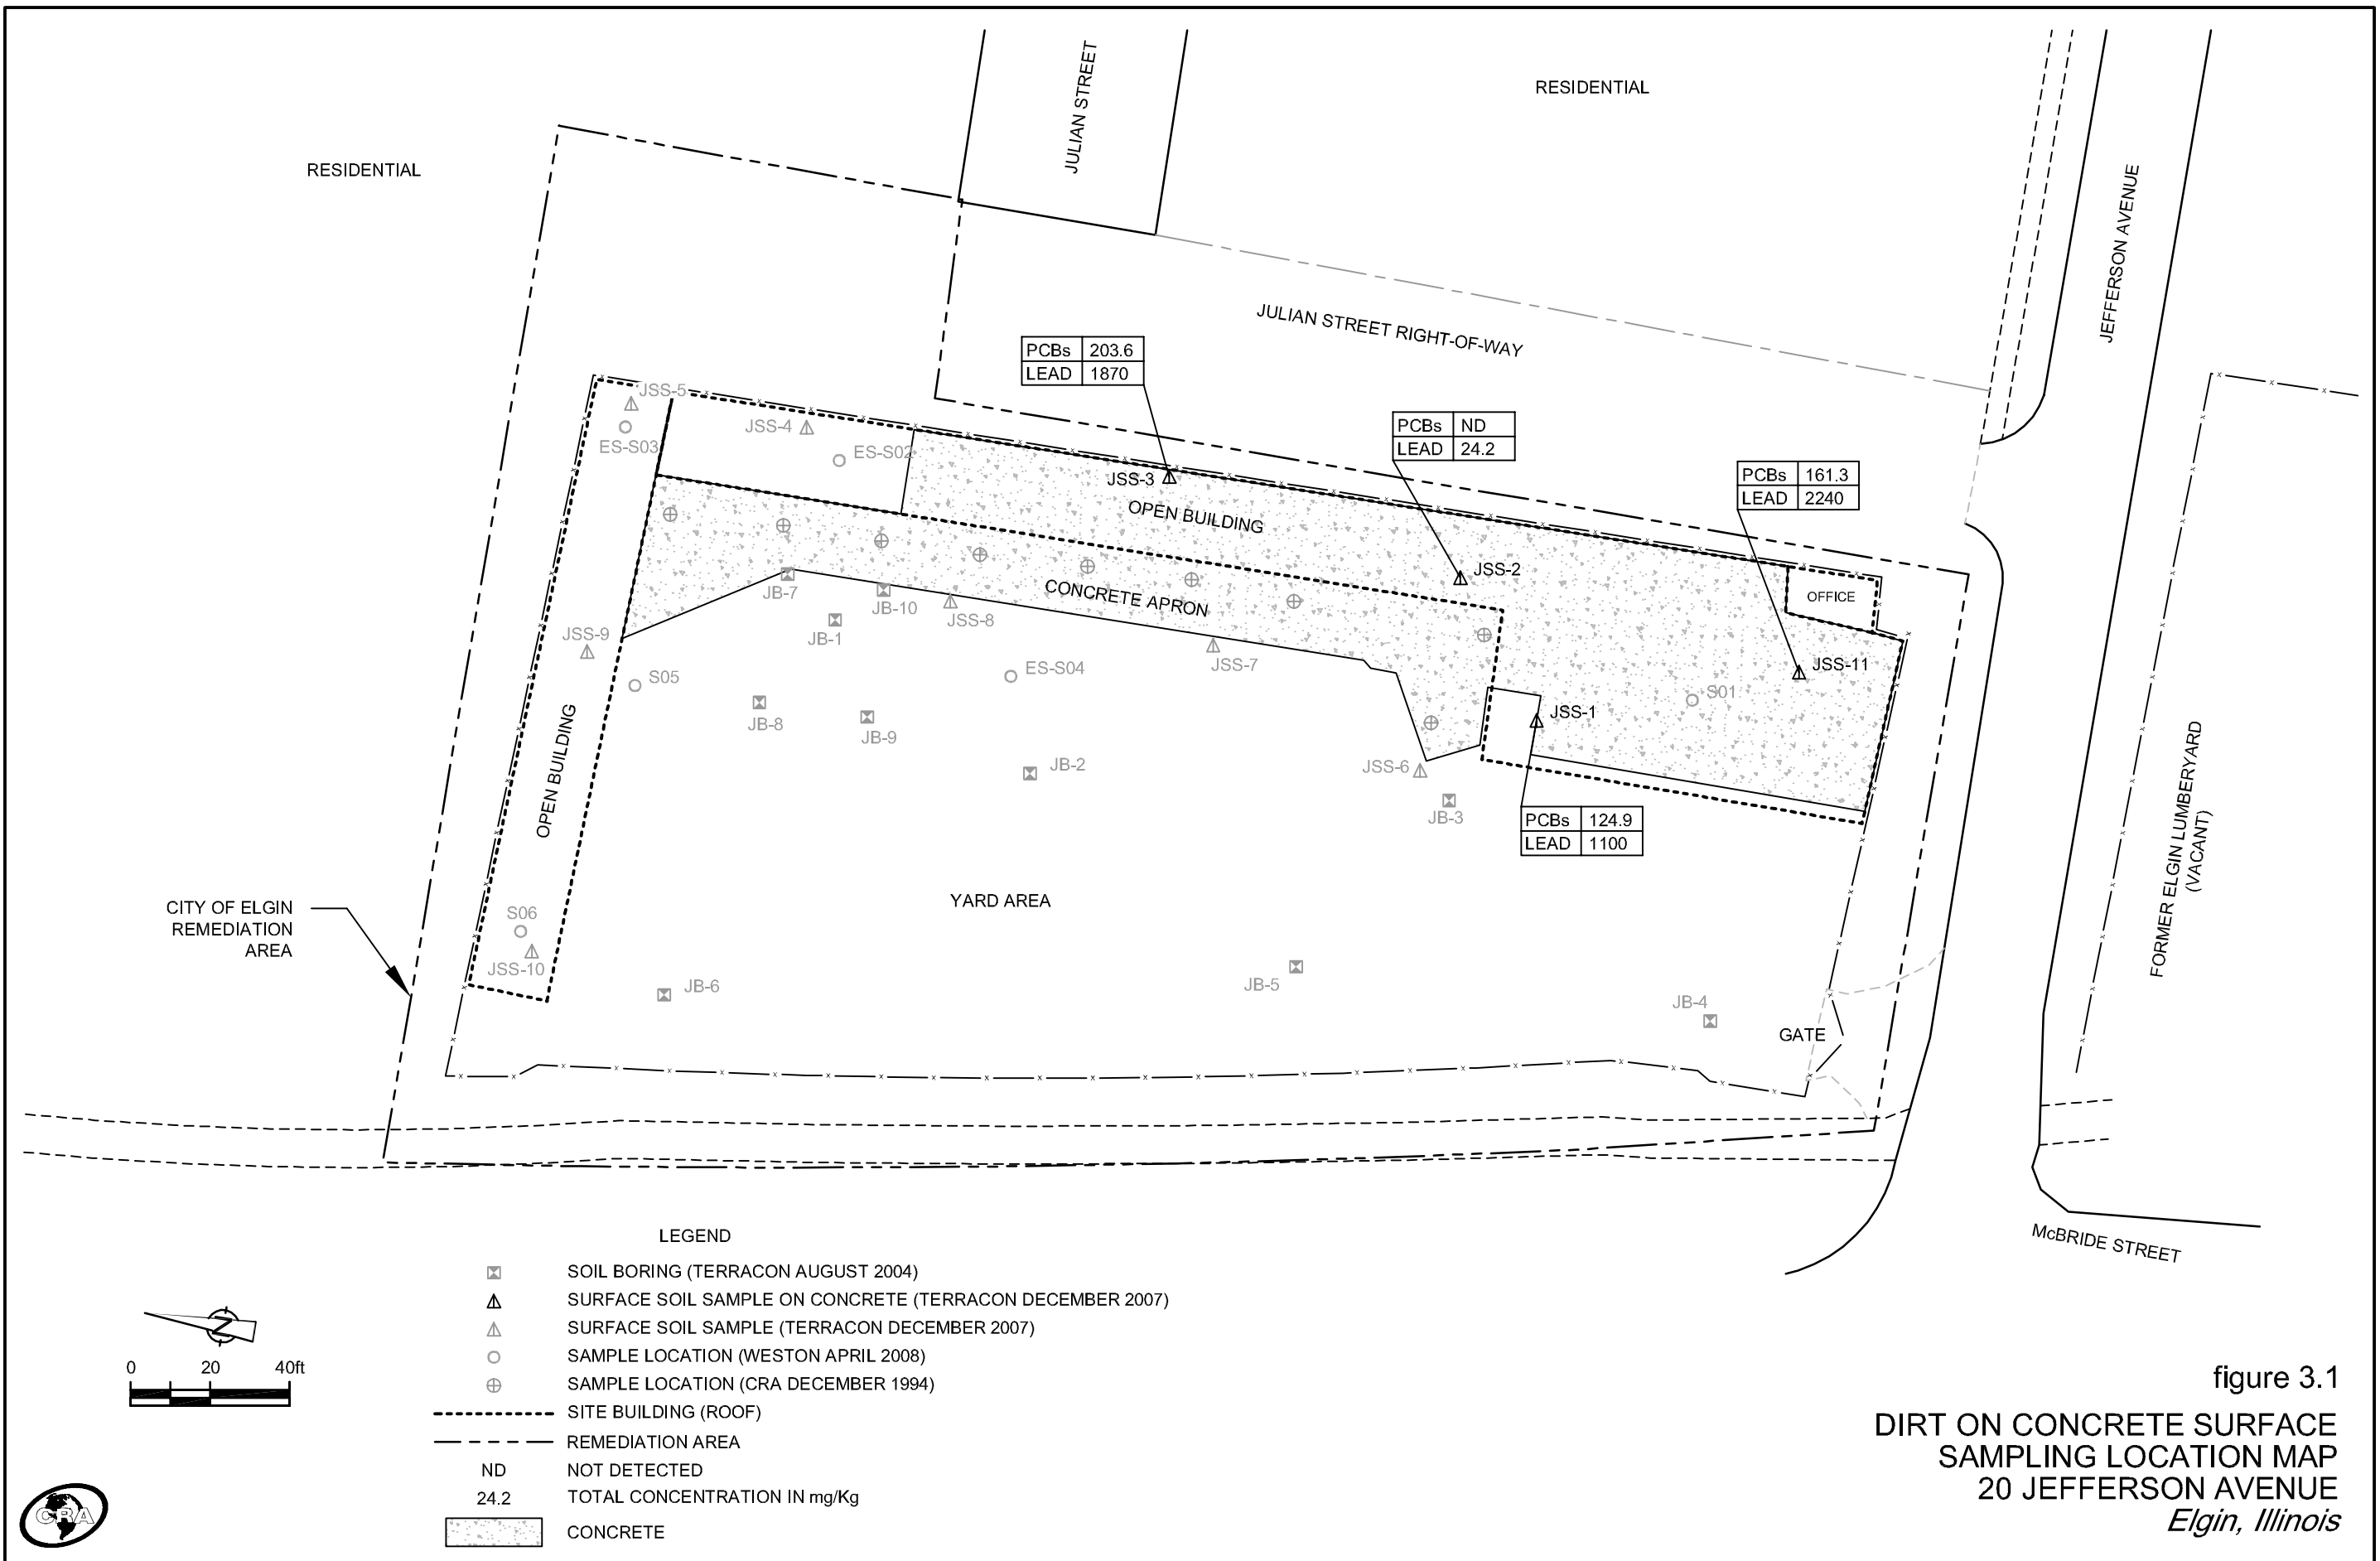 JULIAN STREET
RESIDENTIAL
RESIDENTIAL
JEFFERSON AVENUE
JULIAN STREET RIGHT-OF-WAY
PCBs 203.6
LEAD 1870
PCBs ND
LEAD 24.2
PCBs 161.3
LEAD 2240
JSS-5
ES-S03
JSS-4
ES-S02
JSS-3
OPEN BUILDING
JSS-2
OFFICE
CONCRETE APRON
JB-7
JB-10
JB-1
JSS-8
JSS-9
JSS-7
JSS-11
S05
ES-S04
S01
JB-8
JB-9
JSS-1
JB-2
JSS-6
JB-3
OPEN BUILDING
PCBs 124.9
LEAD 1100
FORMER ELGIN LUMBERYARD
(VACANT)
YARD AREA
CITY OF ELGIN
REMEDIATION
AREA
S06
JSS-10
JB-6
JB-5
JB-4
GATE
McBRIDE STREET
LEGEND
SOIL BORING (TERRACON AUGUST 2004)
SURFACE SOIL SAMPLE ON CONCRETE (TERRACON DECEMBER 2007)
SURFACE SOIL SAMPLE (TERRACON DECEMBER 2007)
SAMPLE LOCATION (WESTON APRIL 2008)
SAMPLE LOCATION (CRA DECEMBER 1994)
SITE BUILDING (ROOF)
REMEDIATION AREA
ND NOT DETECTED
24.2 TOTAL CONCENTRATION IN mg/Kg
CONCRETE
N
0 20 40ft
CRA
figure 3.1
DIRT ON CONCRETE SURFACE
SAMPLING LOCATION MAP
20 JEFFERSON AVENUE
Elgin, Illinois